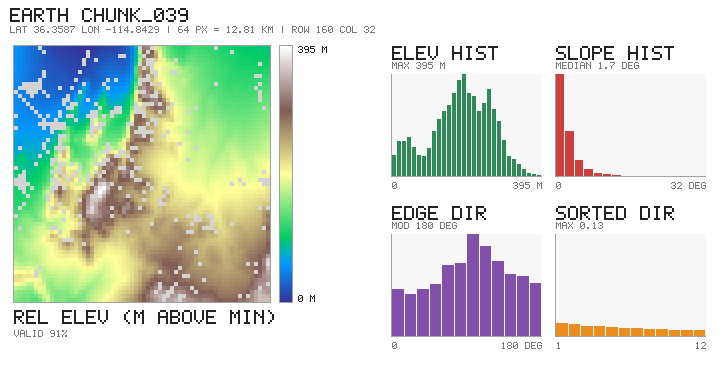 EARTH CHUNK_039
LAT 36.3587 LON -114.8429 | 64 PX = 12.81 KM | ROW 160 COL 32
395 M
0 M
REL ELEV (M ABOVE MIN)
VALID 91%
ELEV HIST
MAX 395 M
0 395 M
SLOPE HIST
MEDIAN 1.7 DEG
0 32 DEG
EDGE DIR
MOD 180 DEG
0 180 DEG
SORTED DIR
MAX 0.13
1 12